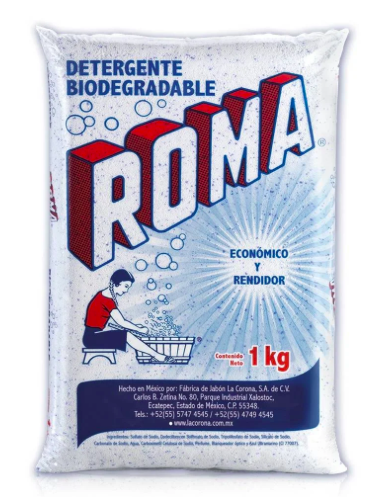 DETERGENTE
BIODEGRADABLE
ROMA®
ECONÓMICO
Y
RENDIDOR
Contenido
Neto 1 kg
Hecho en México por: Fábrica de Jabón La Corona, S.A. de C.V.
Carlos B. Zetina No. 80, Parque Industrial Xalostoc,
Ecatepec, Estado de México, C.P. 55348.
Tels.: +52(55) 5747 4545 / +52(55) 4749 4545
• www.lacorona.com.mx